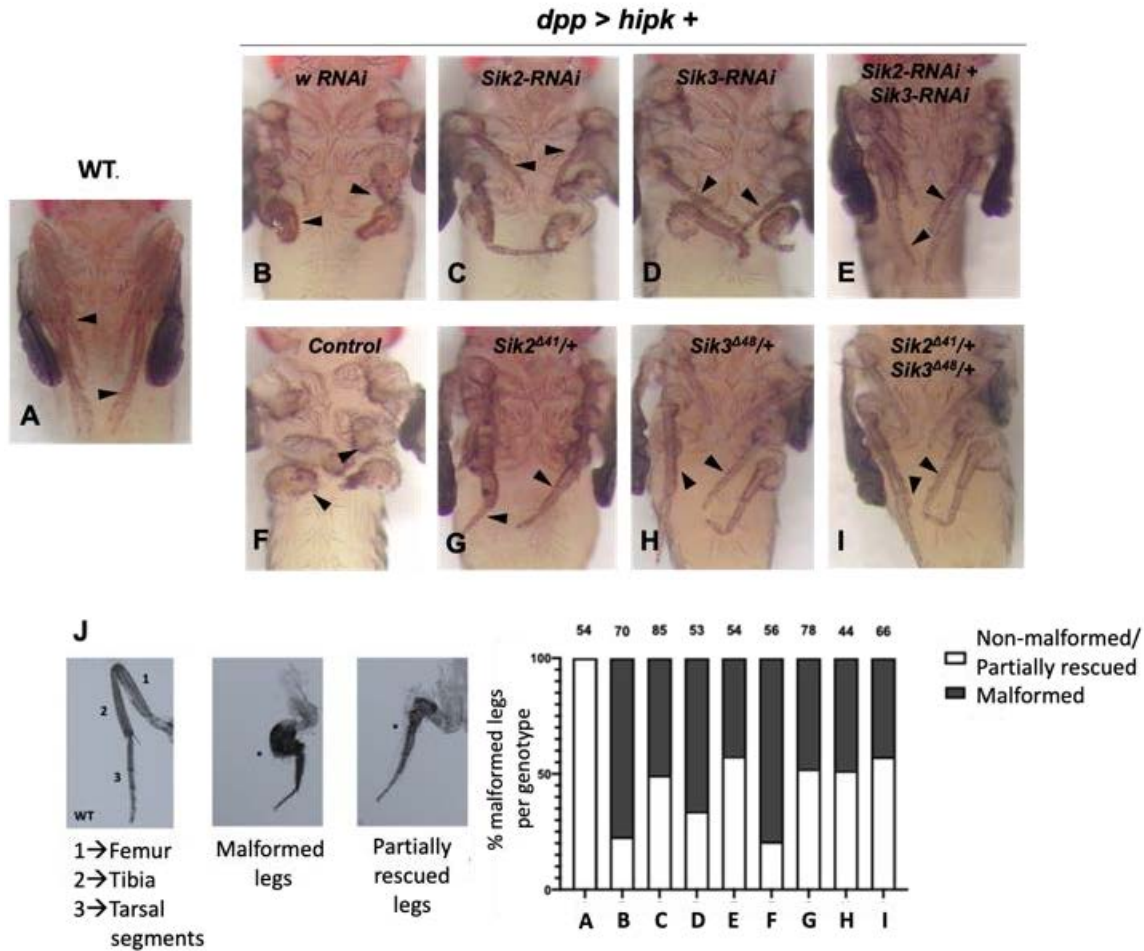 dpp > hipk +
w RNAi
Sik2-RNAi
Sik3-RNAi
Sik2-RNAi +
Sik3-RNAi
WT.
B
C
D
E
A
Control
Sik2Δ41/+
Sik3Δ48/+
Sik2Δ41/+
Sik3Δ48/+
F
G
H
I
J
1
2
3
WT
*
*
1→Femur
2→Tibia
3→Tarsal
segments
Malformed
legs
Partially
rescued
legs
54 70 85 53 54 56 78 44 66
% malformed legs
per genotype
100
50
0
A B C D E F G H I
Non-malformed/
Partially rescued
Malformed